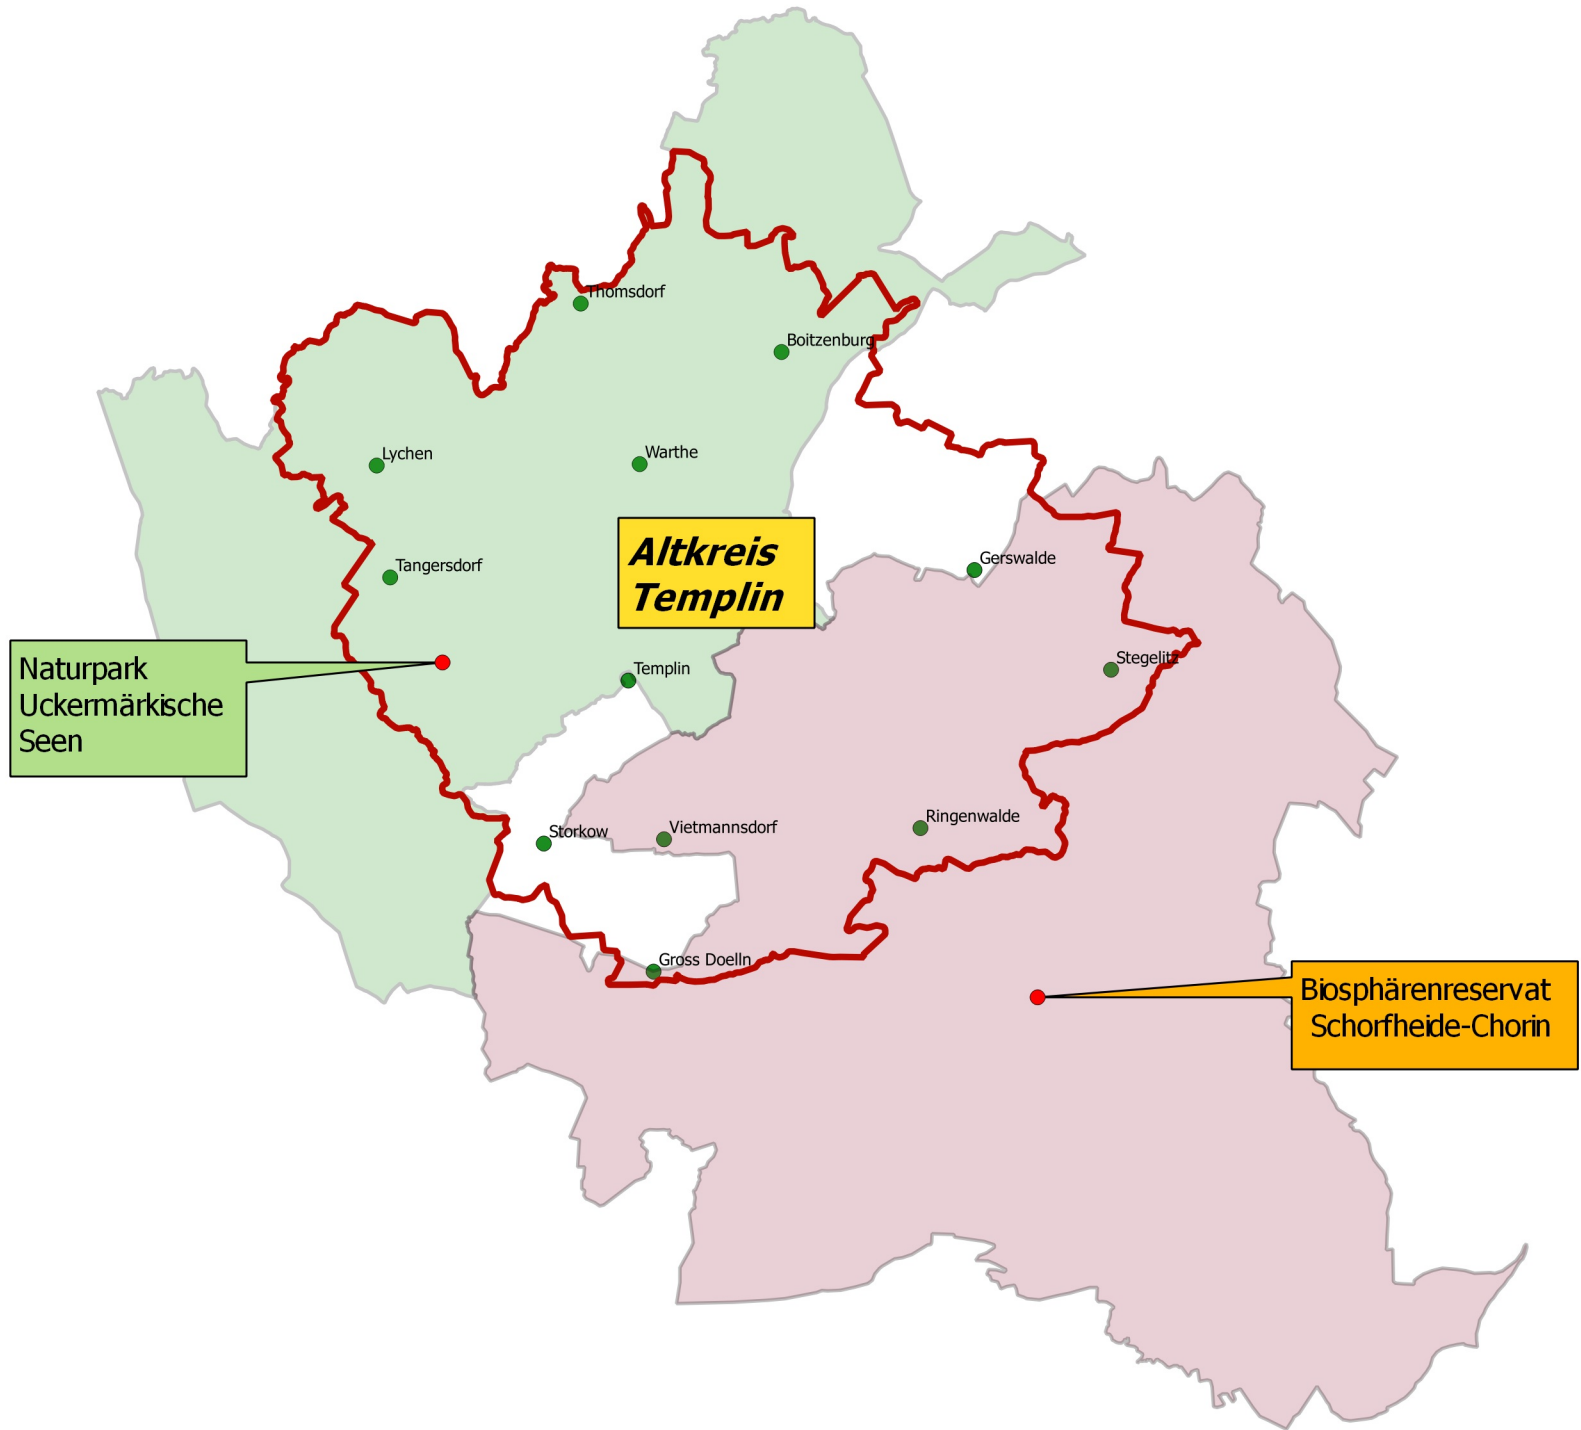 Thomsdorf
Boitzenburg
Lychen
Warthe
Altkreis
Templin
Gerswalde
Tangersdorf
Naturpark
Uckermärkische
Seen
Templin
Stegelitz
Storkow
Vietmannsdorf
Ringenwalde
Gross Doelln
Biosphärenreservat
Schorfheide-Chorin